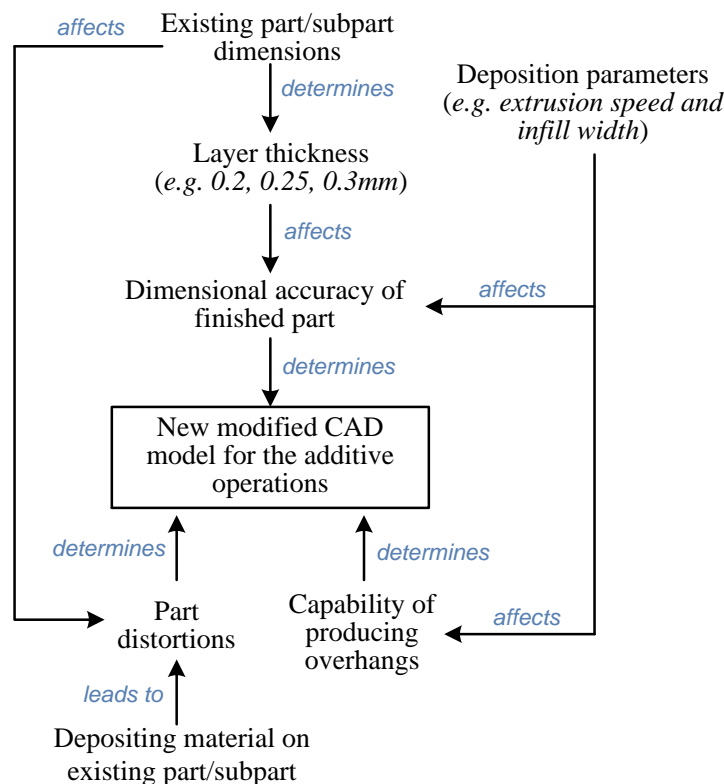 affects
Existing part/subpart
dimensions
determines
Deposition parameters
(e.g. extrusion speed and
infill width)
Layer thickness
(e.g. 0.2, 0.25, 0.3mm)
affects
Dimensional accuracy of
finished part
affects
determines
New modified CAD
model for the additive
operations
determines
determines
Part
distortions
Capability of
producing
overhangs
affects
leads to
Depositing material on
existing part/subpart